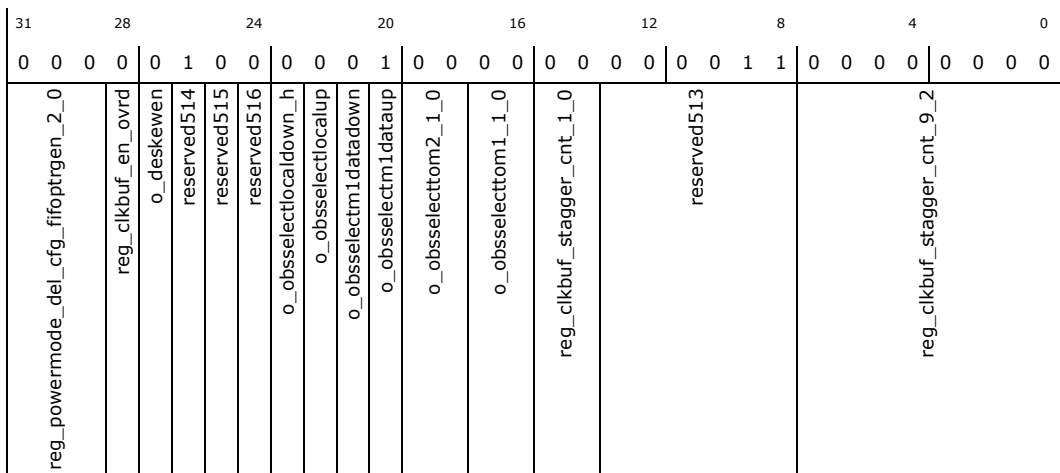 31 28 24 20 16 12 8 4 0
0 0 0 0 0 1 0 0 0 0 0 1 0 0 0 0 0 0 0 0 0 0 1 1 0 0 0 0 0 0 0 0
reg_powermode_del_cfg_fifoptrgen_2_0
reg_clkbuf_en_ovrd
o_deskewen
reserved514
reserved515
reserved516
o_obsselectlocaldown_h
o_obsselectlocalup
o_obsselectm1datadown
o_obsselectm1dataup
o_obsselecttom2_1_0
o_obsselecttom1_1_0
reg_clkbuf_stagger_cnt_1_0
reserved513
reg_clkbuf_stagger_cnt_9_2